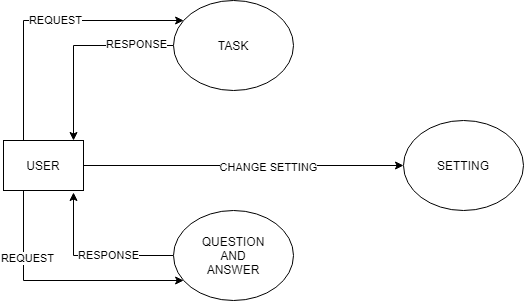 REQUEST
RESPONSE
TASK
USER
CHANGE SETTING
SETTING
REQUEST
RESPONSE
QUESTION
AND
ANSWER